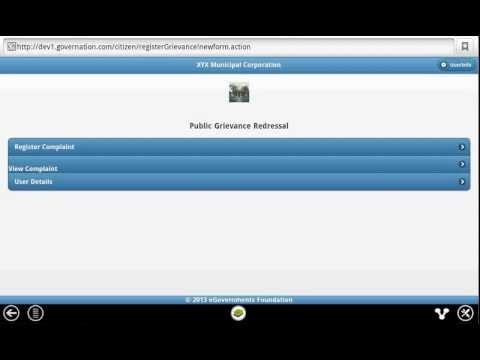 http://dev1.governation.com/citizen/registerGrievance!newform.action
XYX Municipal Corporation
UserInfo
Public Grievance Redressal
Register Complaint
View Complaint
User Details
© 2013 eGovernments Foundation